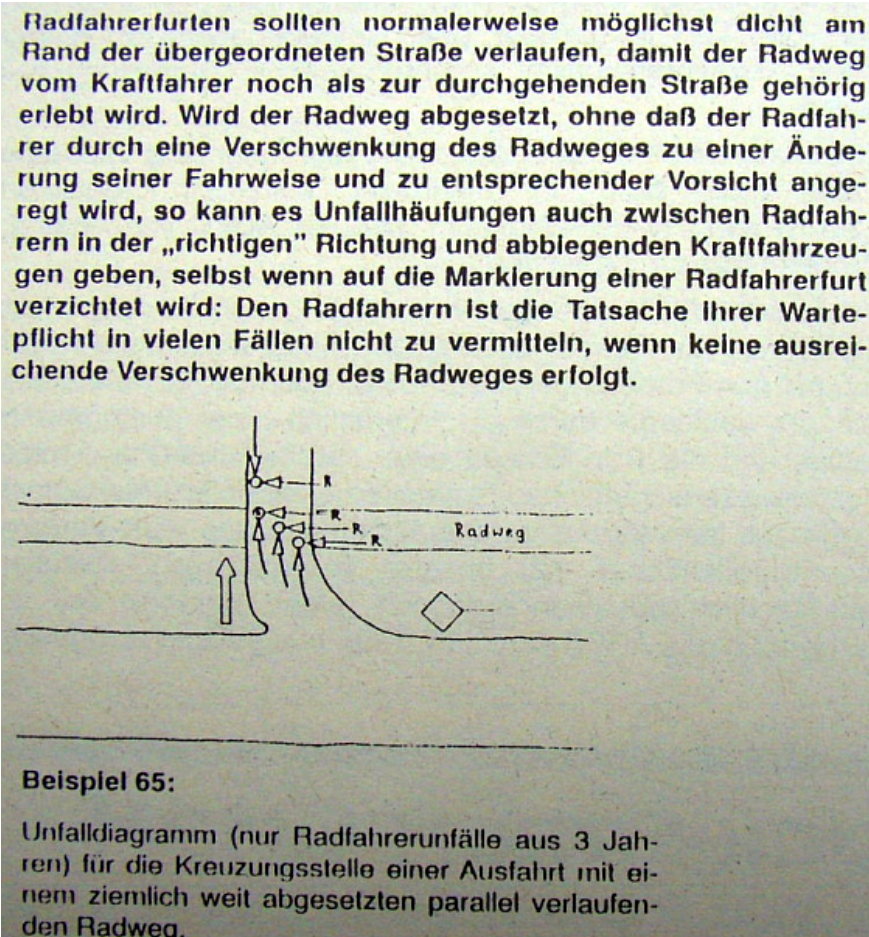 Radfahrerfurten sollten normalerweise möglichst dicht am
Rand der übergeordneten Straße verlaufen, damit der Radweg
vom Kraftfahrer noch als zur durchgehenden Straße gehörig
erlebt wird. Wird der Radweg abgesetzt, ohne daß der Radfah-
rer durch eine Verschwenkung des Radweges zu einer Ände-
rung seiner Fahrweise und zu entsprechender Vorsicht ange-
regt wird, so kann es Unfallhäufungen auch zwischen Radfah-
rern in der „richtigen” Richtung und abbiegenden Kraftfahrzeu-
gen geben, selbst wenn auf die Markierung einer Radfahrerfurt
verzichtet wird: Den Radfahrern ist die Tatsache ihrer Warte-
pflicht in vielen Fällen nicht zu vermitteln, wenn keine ausrei-
chende Verschwenkung des Radweges erfolgt.
R
R
R
Radweg
R
Beispiel 65:
Unfalldiagramm (nur Radfahrerunfälle aus 3 Jah-
ren) für die Kreuzungsstelle einer Ausfahrt mit ei-
nem ziemlich weit abgesetzten parallel verlaufen-
den Radweg.